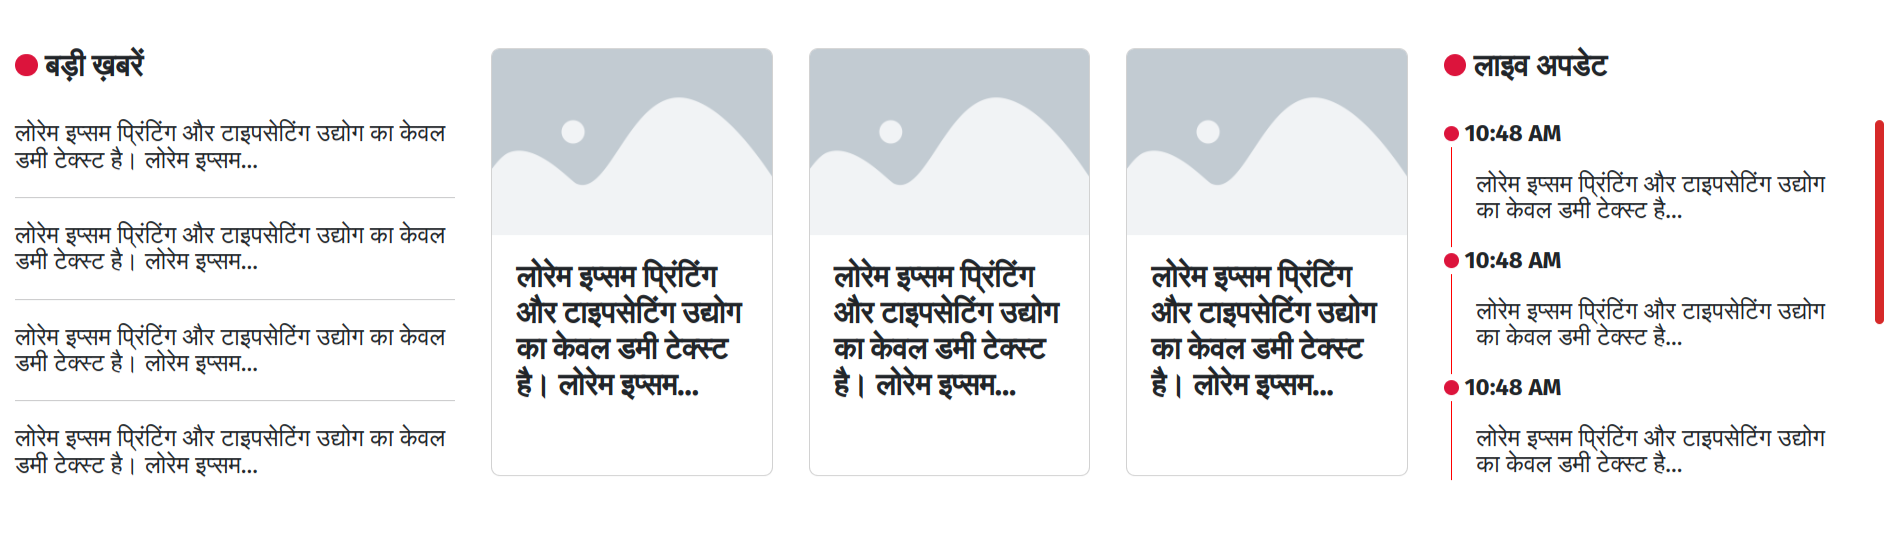 बड़ी ख़बरें
लोरेम इप्सम प्रिंटिंग और टाइपसेटिंग उद्योग का केवल
डमी टेक्स्ट है। लोरेम इप्सम...
लोरेम इप्सम प्रिंटिंग और टाइपसेटिंग उद्योग का केवल
डमी टेक्स्ट है। लोरेम इप्सम...
लोरेम इप्सम प्रिंटिंग और टाइपसेटिंग उद्योग का केवल
डमी टेक्स्ट है। लोरेम इप्सम...
लोरेम इप्सम प्रिंटिंग और टाइपसेटिंग उद्योग का केवल
डमी टेक्स्ट है। लोरेम इप्सम...
लोरेम इप्सम प्रिंटिंग
और टाइपसेटिंग उद्योग
का केवल डमी टेक्स्ट
है। लोरेम इप्सम...
लोरेम इप्सम प्रिंटिंग
और टाइपसेटिंग उद्योग
का केवल डमी टेक्स्ट
है। लोरेम इप्सम...
लोरेम इप्सम प्रिंटिंग
और टाइपसेटिंग उद्योग
का केवल डमी टेक्स्ट
है। लोरेम इप्सम...
लाइव अपडेट
10:48 AM
लोरेम इप्सम प्रिंटिंग और टाइपसेटिंग उद्योग
का केवल डमी टेक्स्ट है...
10:48 AM
लोरेम इप्सम प्रिंटिंग और टाइपसेटिंग उद्योग
का केवल डमी टेक्स्ट है...
10:48 AM
लोरेम इप्सम प्रिंटिंग और टाइपसेटिंग उद्योग
का केवल डमी टेक्स्ट है...